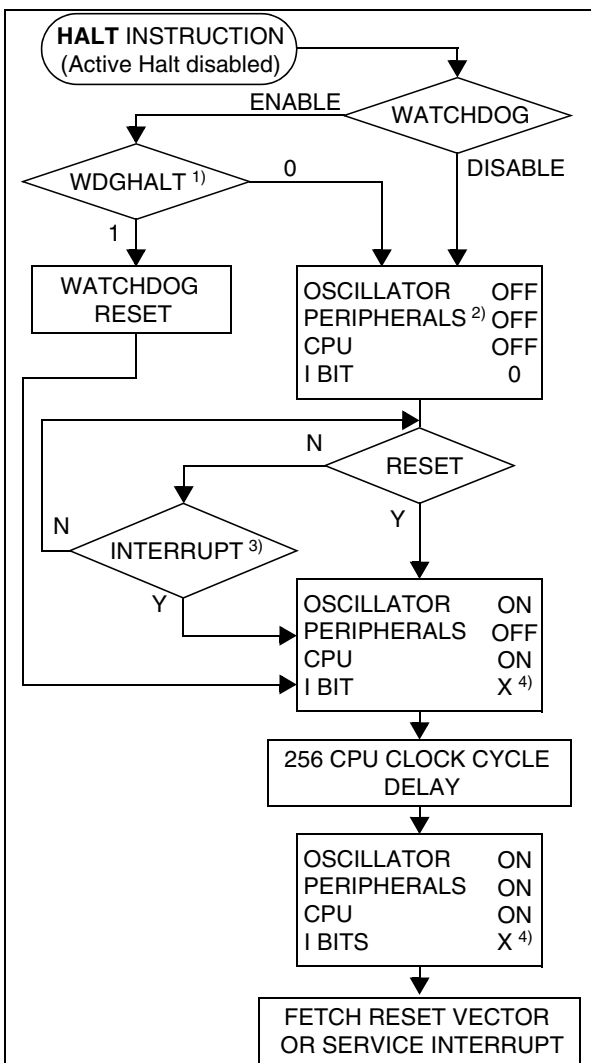 HALT INSTRUCTION
(Active Halt disabled)
ENABLE
WATCHDOG
WDGHALT 1)
0
DISABLE
1
WATCHDOG
RESET
OSCILLATOR OFF
PERIPHERALS 2) OFF
CPU OFF
I BIT 0
N
RESET
N
INTERRUPT 3)
Y
Y
OSCILLATOR ON
PERIPHERALS OFF
CPU ON
I BIT X 4)
256 CPU CLOCK CYCLE
DELAY
OSCILLATOR ON
PERIPHERALS ON
CPU ON
I BITS X 4)
FETCH RESET VECTOR
OR SERVICE INTERRUPT